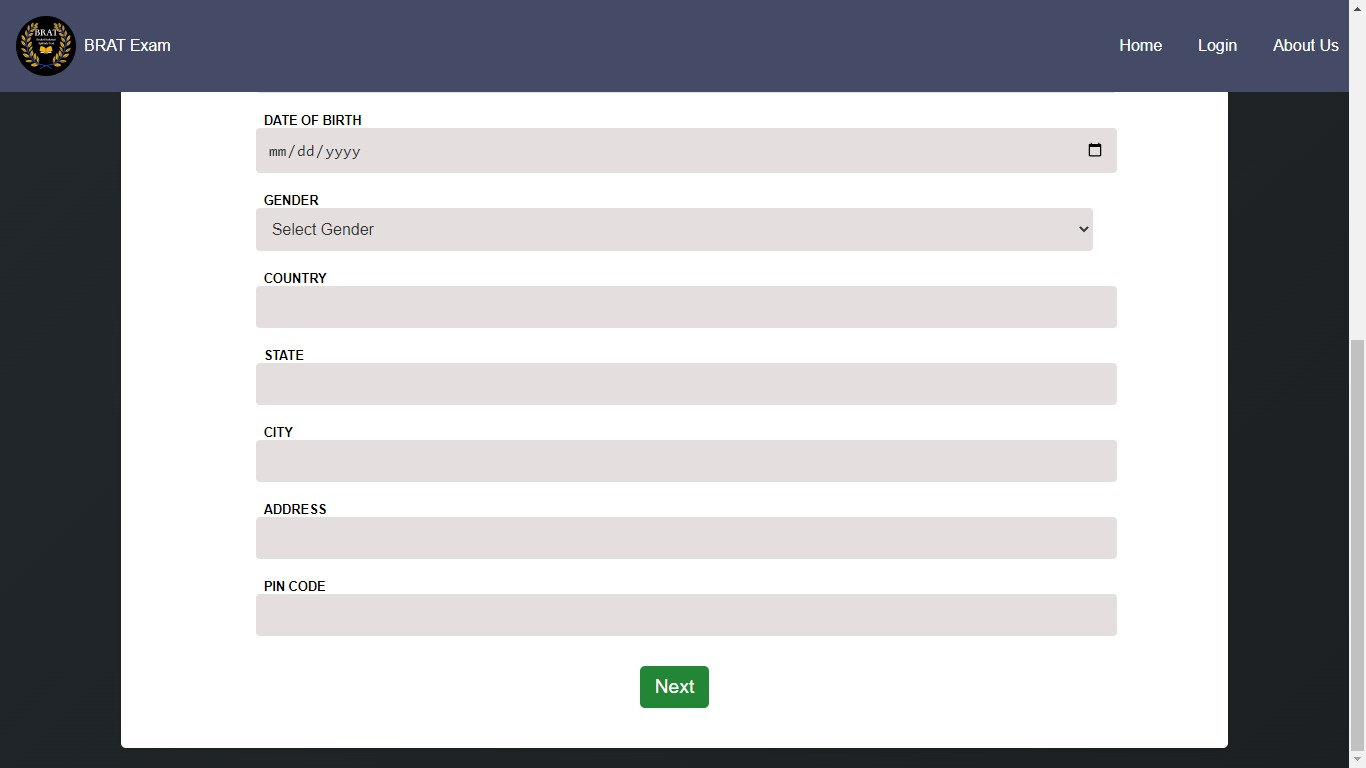 BRAT
BRAT Exam
Home Login About Us
DATE OF BIRTH
mm/dd/yyyy
GENDER
Select Gender
COUNTRY
STATE
CITY
ADDRESS
PIN CODE
Next